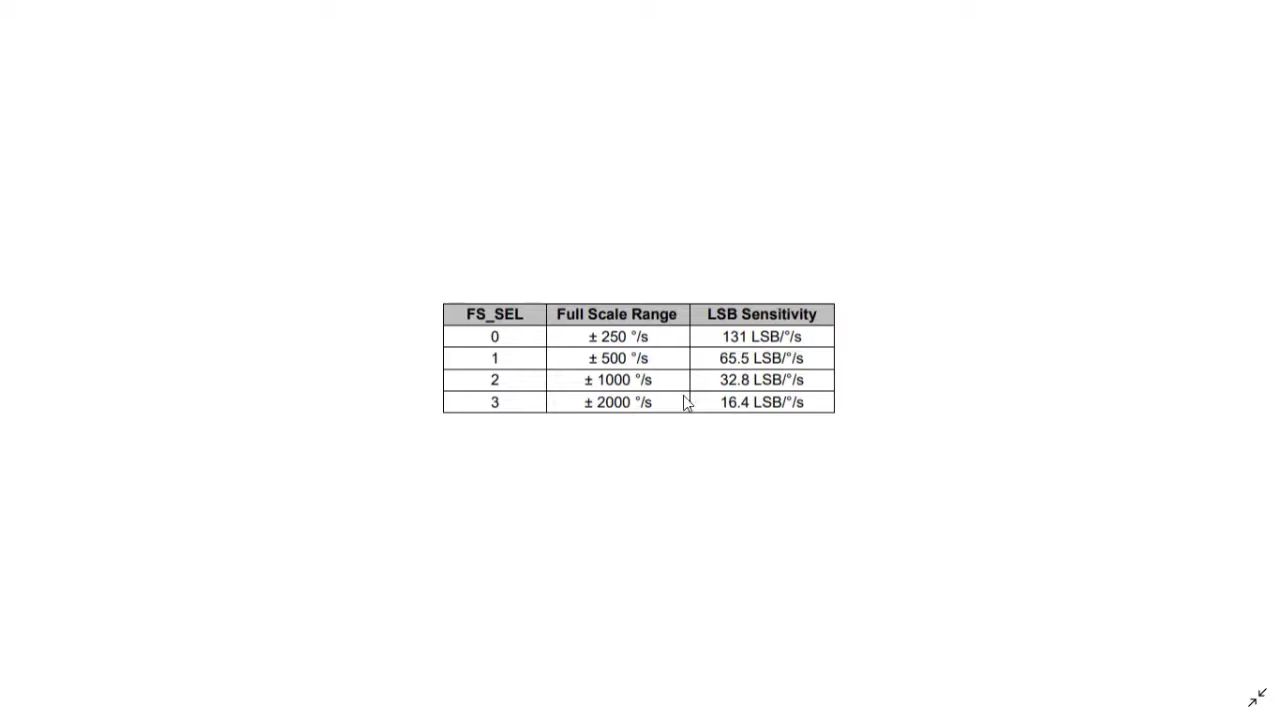 FS_SEL Full Scale Range LSB Sensitivity
0 ± 250 °/s 131 LSB/°/s
1 ± 500 °/s 65.5 LSB/°/s
2 ± 1000 °/s 32.8 LSB/°/s
3 ± 2000 °/s 16.4 LSB/°/s